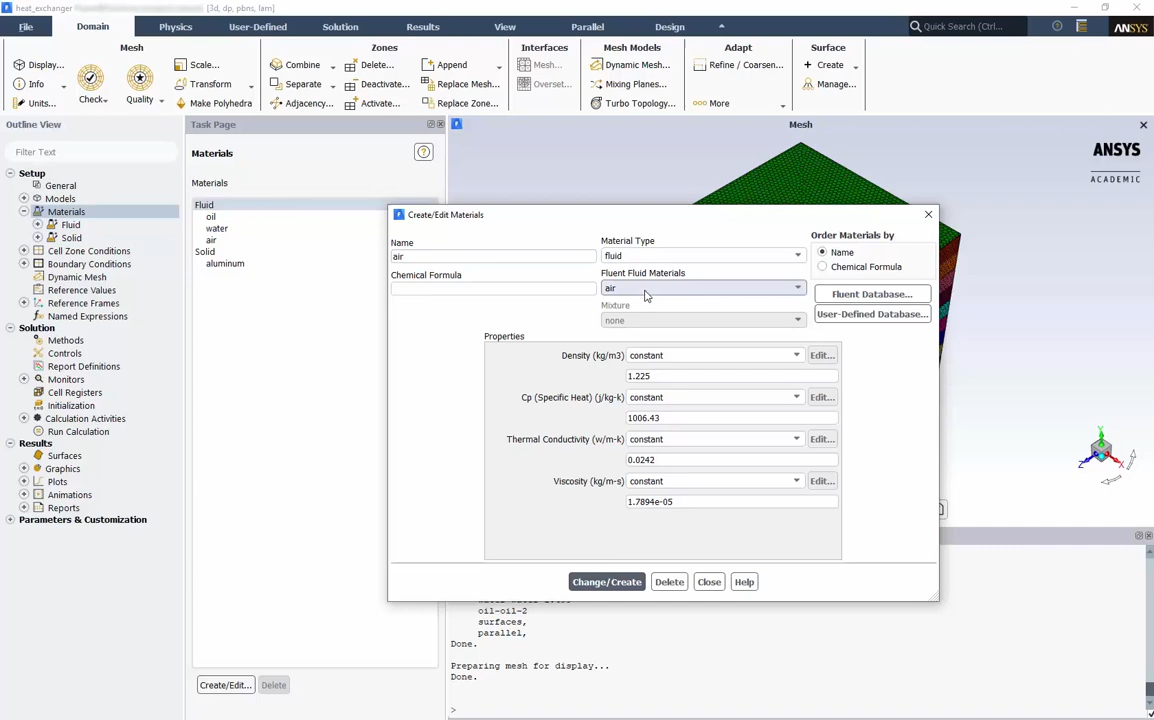 heat_exchanger
[3d, dp, pbns, lam]
File Domain Physics User-Defined Solution Results View Parallel Design
Quick Search (Ctrl...
ANSYS
Mesh
Display...
Info
Units...
Check
Quality
Scale...
Transform
Make Polyhedra
Zones
Combine
Separate
Adjacency...
Delete...
Deactivate...
Activate...
Append
Replace Mesh...
Replace Zone...
Interfaces
Mesh...
Overset...
Mesh Models
Dynamic Mesh...
Mixing Planes...
Turbo Topology...
Adapt
Refine / Coarsen...
More
Surface
Create
Manage...
Outline View
Filter Text
Setup
General
Models
Materials
Fluid
Solid
Cell Zone Conditions
Boundary Conditions
Dynamic Mesh
Reference Values
Reference Frames
Named Expressions
Solution
Methods
Controls
Report Definitions
Monitors
Cell Registers
Initialization
Calculation Activities
Run Calculation
Results
Surfaces
Graphics
Plots
Animations
Reports
Parameters & Customization
Task Page
Materials
Materials
Fluid
oil
water
air
Solid
aluminum
Create/Edit... Delete
Mesh
ANSYS
ACADEMIC
Y
Z
X
Create/Edit Materials
Name
air
Chemical Formula
Material Type
fluid
Fluent Fluid Materials
air
Mixture
none
Order Materials by
Name
Chemical Formula
Fluent Database...
User-Defined Database...
Properties
Density (kg/m3) constant Edit...
1.225
Cp (Specific Heat) (j/kg-k) constant Edit...
1006.43
Thermal Conductivity (w/m-k) constant Edit...
0.0242
Viscosity (kg/m-s) constant Edit...
1.7894e-05
Change/Create Delete Close Help
oil-oil-2
surfaces,
parallel,
Done.
Preparing mesh for display...
Done.
>